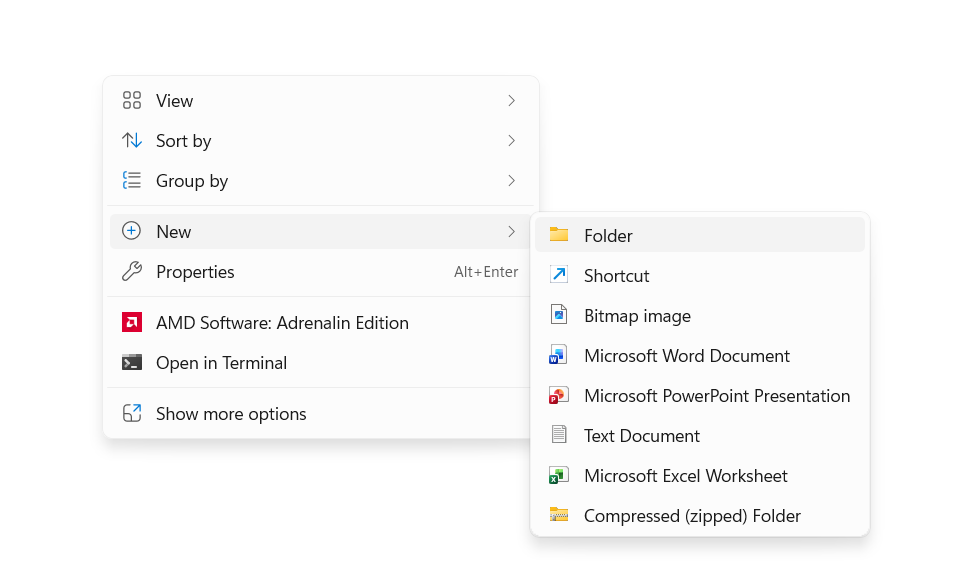 View
Sort by
Group by
New
Properties Alt+Enter
AMD Software: Adrenalin Edition
Open in Terminal
Show more options
Folder
Shortcut
Bitmap image
Microsoft Word Document
Microsoft PowerPoint Presentation
Text Document
Microsoft Excel Worksheet
Compressed (zipped) Folder